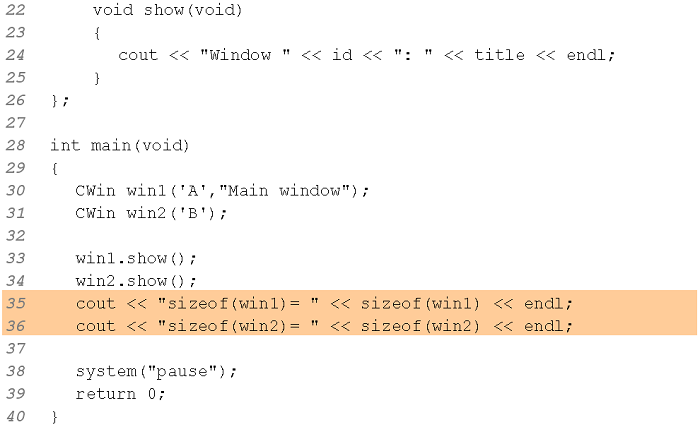 22 void show(void)
23 {
24 cout << "Window " << id << ": " << title << endl;
25 }
26 };
27
28 int main(void)
29 {
30 CWin win1('A',"Main window");
31 CWin win2('B');
32
33 win1.show();
34 win2.show();
35 cout << "sizeof(win1)= " << sizeof(win1) << endl;
36 cout << "sizeof(win2)= " << sizeof(win2) << endl;
37
38 system("pause");
39 return 0;
40 }